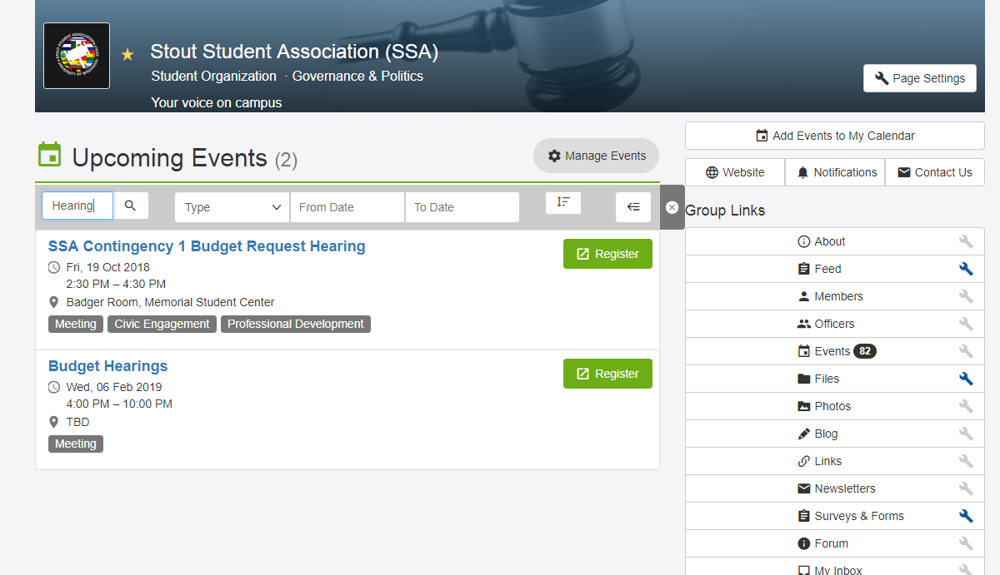 Stout Student Association (SSA)
Student Organization · Governance & Politics
Your voice on campus
Page Settings
Upcoming Events (2)
Manage Events
Hearing
Type
From Date
To Date
SSA Contingency 1 Budget Request Hearing
Register
Fri, 19 Oct 2018
2:30 PM – 4:30 PM
Badger Room, Memorial Student Center
Meeting Civic Engagement Professional Development
Budget Hearings
Register
Wed, 06 Feb 2019
4:00 PM – 10:00 PM
TBD
Meeting
Add Events to My Calendar
Website Notifications Contact Us
Group Links
About
Feed
Members
Officers
Events 82
Files
Photos
Blog
Links
Newsletters
Surveys & Forms
Forum
My Inbox